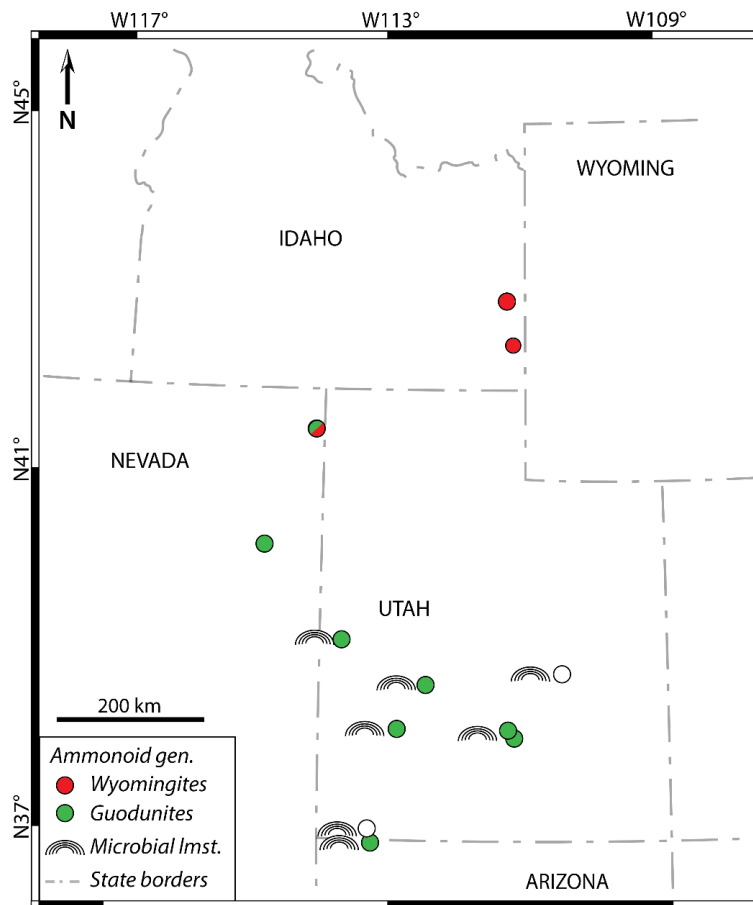 W117°
W113°
W109°
N45°
N
WYOMING
IDAHO
N41°
NEVADA
UTAH
200 km
Ammonoid gen.
Wyomingites
Guodunites
Microbial lmst.
State borders
N37°
ARIZONA